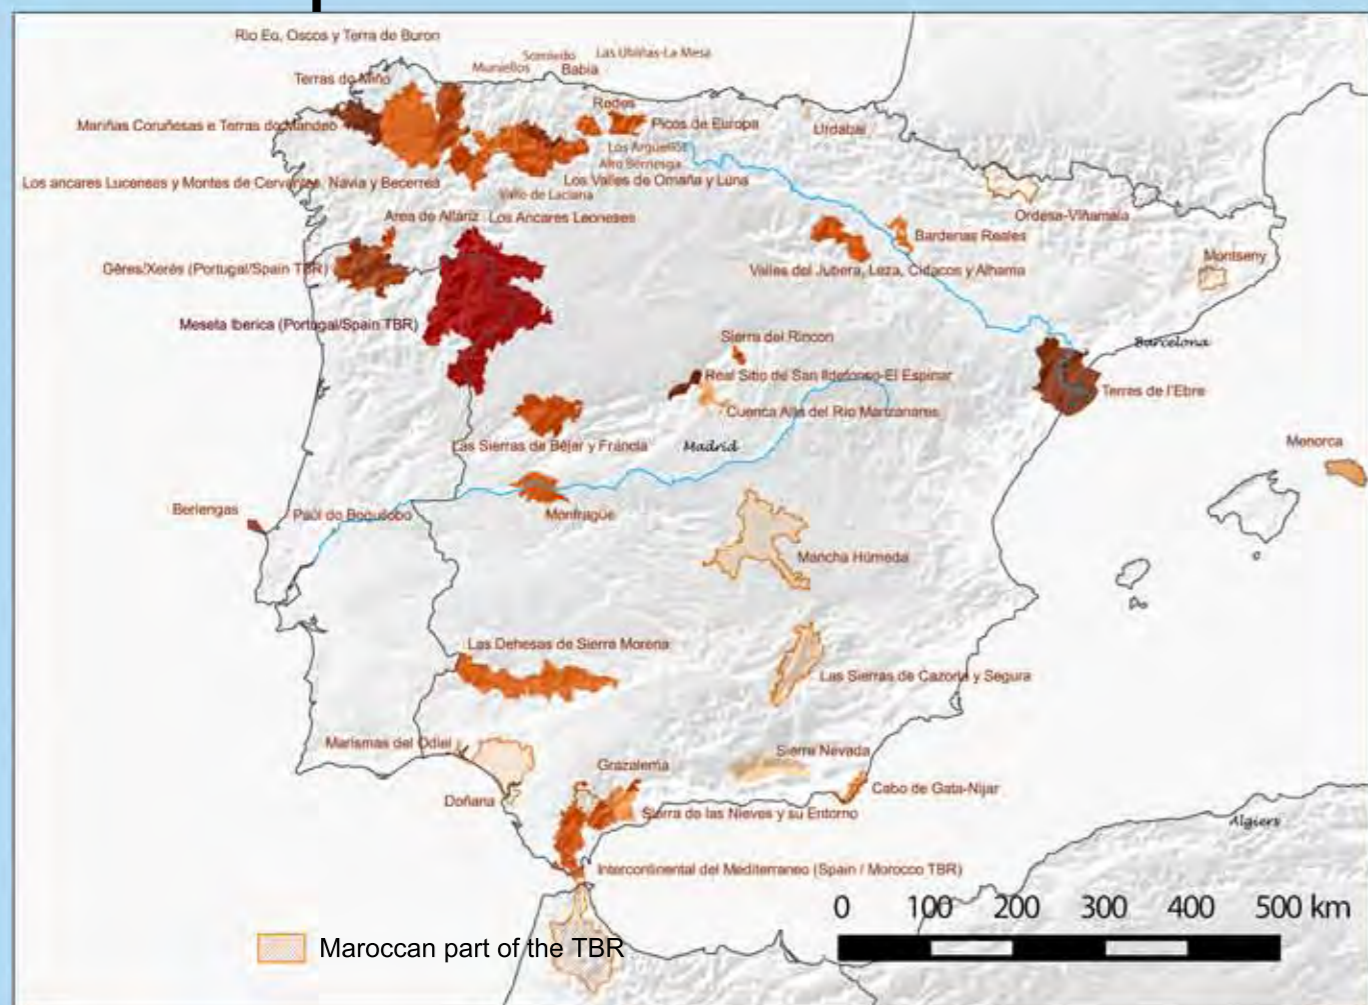 Rio Eo, Oscos y Terra de Buron
Somiedo
Las Ubiñas-La Mesa
Muniellos
Babia
Terras do Miño
Redes
Mariñas Coruñesas e Terras do Mandeo
Picos de Europa
Urdabai
Los Argüellos
Alto Bernesga
Los ancares Lucenses y Montes de Cervantes, Navia y Becerrea
Los Valles de Omaña y Luna
Valle de Laciana
Area de Allariz
Los Ancares Leoneses
Ordesa-Viñamala
Bardenas Reales
Gêres/Xerés (Portugal/Spain TBR)
Valles del Jubera, Leza, Cidacos y Alhama
Montseny
Meseta Iberica (Portugal/Spain TBR)
Sierra del Rincon
Barcelona
Real Sitio de San Ildefonso-El Espinar
Terres de l'Ebre
Cuenca Alta del Rio Manzanares
Las Sierras de Béjar y Francia
Madrid
Menorca
Berlengas
Paúl do Boquilobo
Monfragüe
Mancha Húmeda
Las Dehesas de Sierra Morena
Las Sierras de Cazorla y Segura
Marismas del Odiel
Sierra Nevada
Grazalema
Cabo de Gata-Nijar
Doñana
Sierra de las Nieves y su Entorno
Algiers
Intercontinental del Mediterraneo (Spain / Morocco TBR)
0 100 200 300 400 500 km
Maroccan part of the TBR